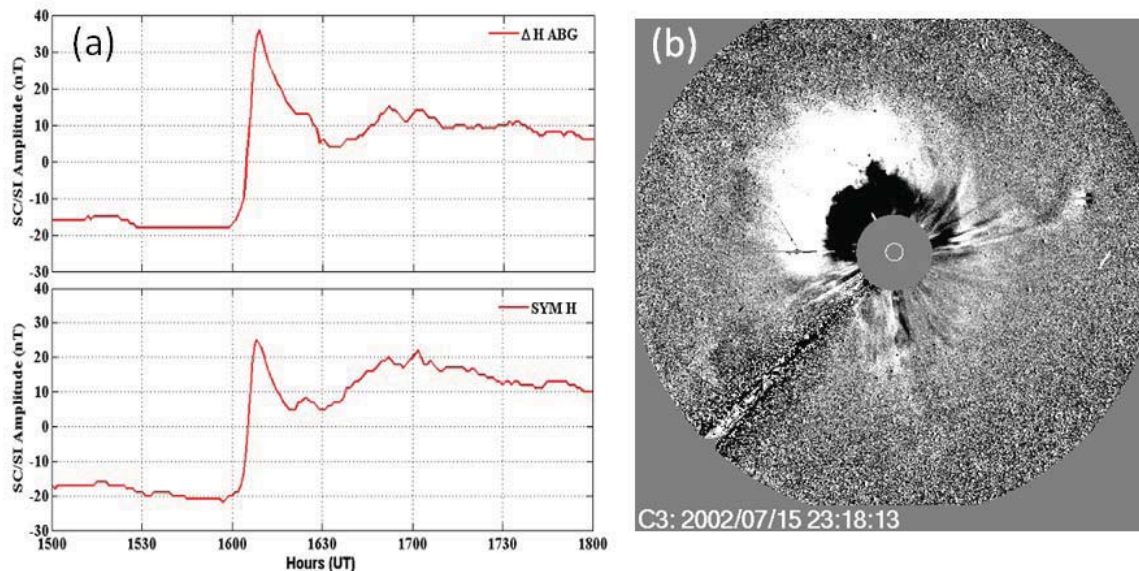 (a)
Δ H ABG
SC/SI Amplitude (nT)
40
30
20
10
0
-10
-20
-30
SYM H
SC/SI Amplitude (nT)
40
30
20
10
0
-10
-20
-30
1500 1530 1600 1630 1700 1730 1800
Hours (UT)
(b)
C3: 2002/07/15 23:18:13